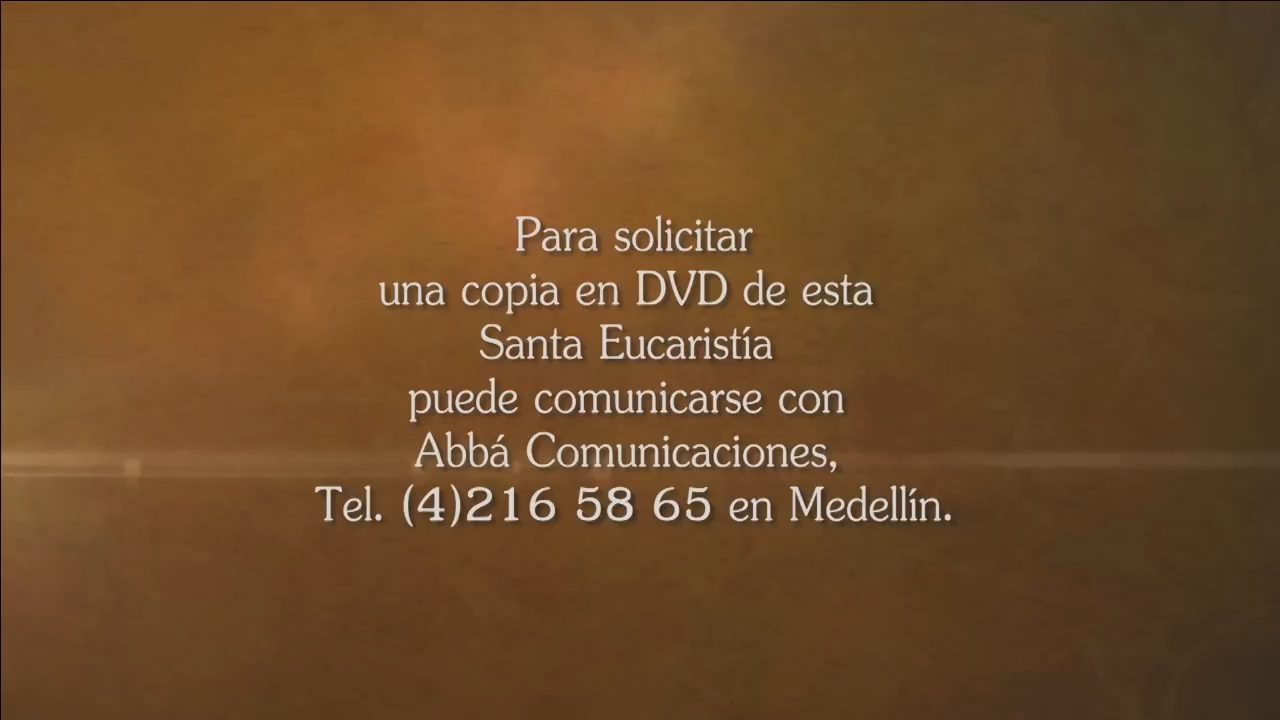 Para solicitar
una copia en DVD de esta
Santa Eucaristía
puede comunicarse con
Abbá Comunicaciones,
Tel. (4)216 58 65 en Medellín.